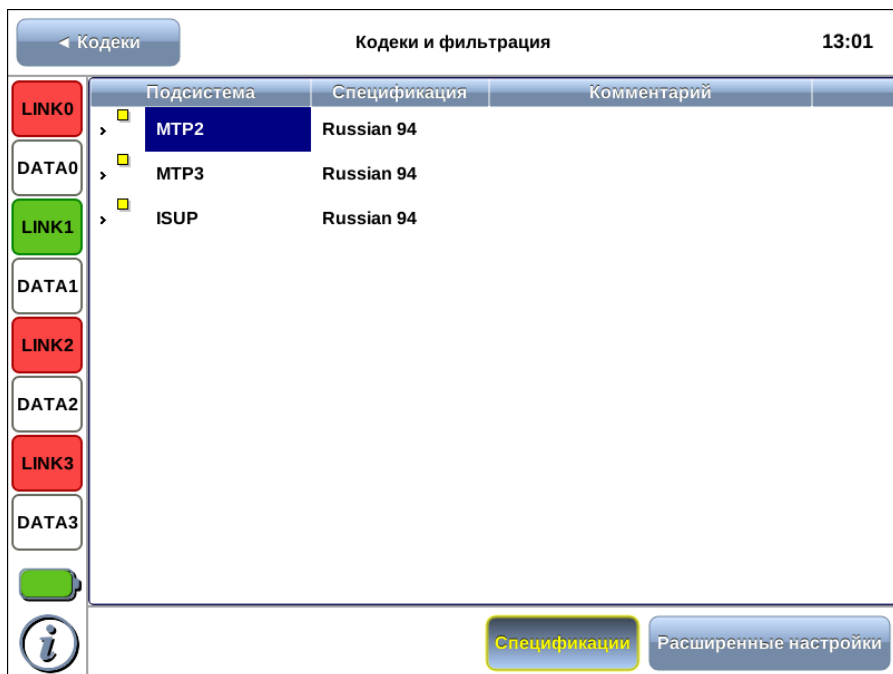 ◄ Кодеки
Кодеки и фильтрация
13:01
Подсистема Спецификация Комментарий
LINK0
MTP2 Russian 94
DATA0
MTP3 Russian 94
LINK1
ISUP Russian 94
DATA1
LINK2
DATA2
LINK3
DATA3
i
Спецификации
Расширенные настройки